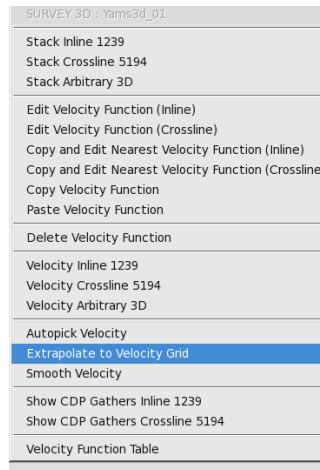 SURVEY 3D : Yams3d_01
Stack Inline 1239
Stack Crossline 5194
Stack Arbitrary 3D
Edit Velocity Function (Inline)
Edit Velocity Function (Crossline)
Copy and Edit Nearest Velocity Function (Inline)
Copy and Edit Nearest Velocity Function (Crossline
Copy Velocity Function
Paste Velocity Function
Delete Velocity Function
Velocity Inline 1239
Velocity Crossline 5194
Velocity Arbitrary 3D
Autopick Velocity
Extrapolate to Velocity Grid
Smooth Velocity
Show CDP Gathers Inline 1239
Show CDP Gathers Crossline 5194
Velocity Function Table